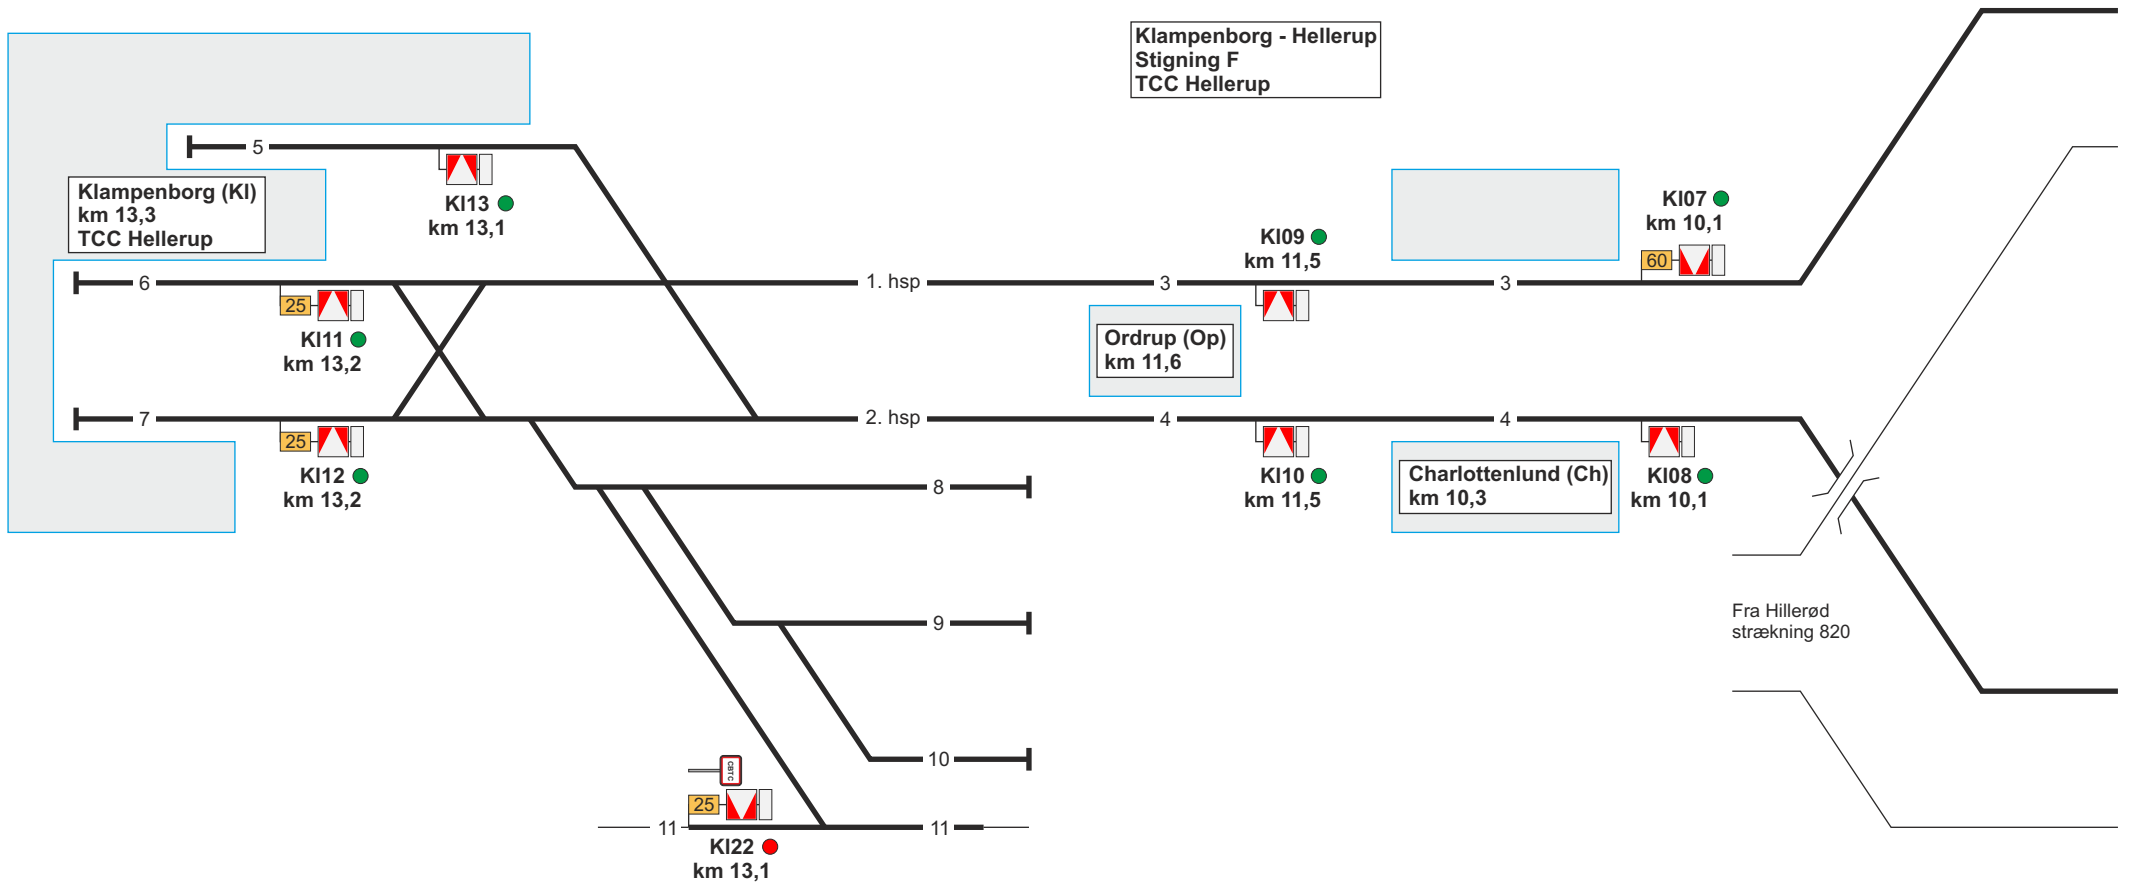 Klampenborg - Hellerup
Stigning F
TCC Hellerup
5
Klampenborg (Kl)
km 13,3
TCC Hellerup
Kl13
km 13,1
Kl07
km 10,1
60
Kl09
km 11,5
6
1. hsp
3
3
25
Kl11
km 13,2
Ordrup (Op)
km 11,6
7
2. hsp
4
4
25
Kl12
km 13,2
Kl10
km 11,5
Charlottenlund (Ch)
km 10,3
Kl08
km 10,1
8
9
Fra Hillerød
strækning 820
10
CBTC
25
11
11
Kl22
km 13,1